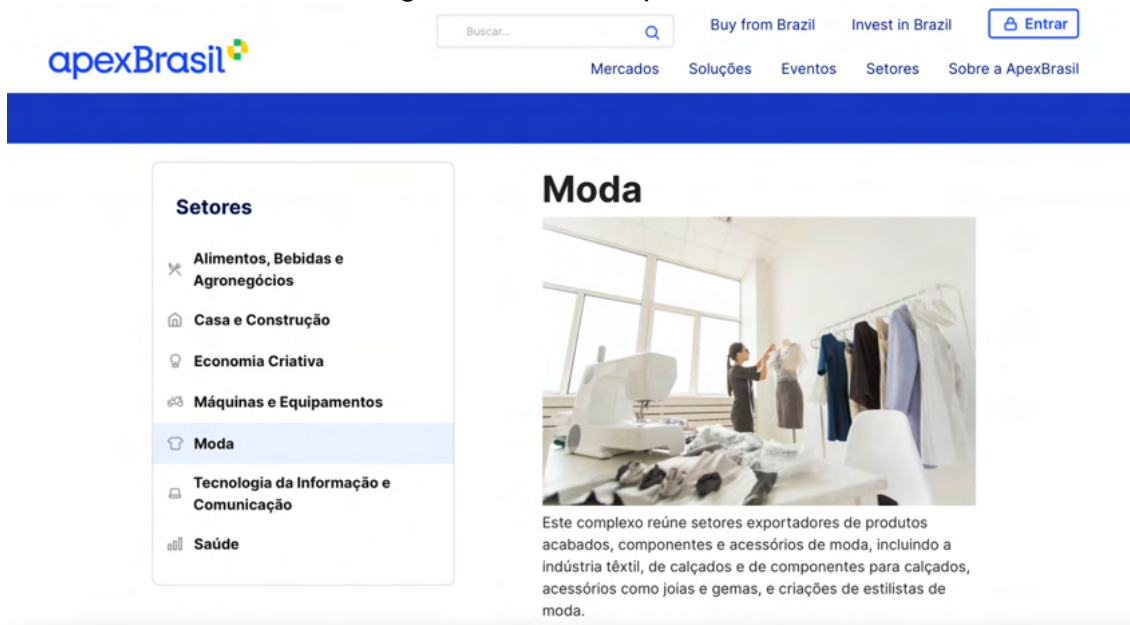 Buscar...
Buy from Brazil
Invest in Brazil
Entrar
apexBrasil
Mercados
Soluções
Eventos
Setores
Sobre a ApexBrasil
Setores
Alimentos, Bebidas e
Agronegócios
Casa e Construção
Economia Criativa
Máquinas e Equipamentos
Moda
Tecnologia da Informação e
Comunicação
Saúde
Moda
Este complexo reúne setores exportadores de produtos
acabados, componentes e acessórios de moda, incluindo a
indústria têxtil, de calçados e de componentes para calçados,
acessórios como joias e gemas, e criações de estilistas de
moda.